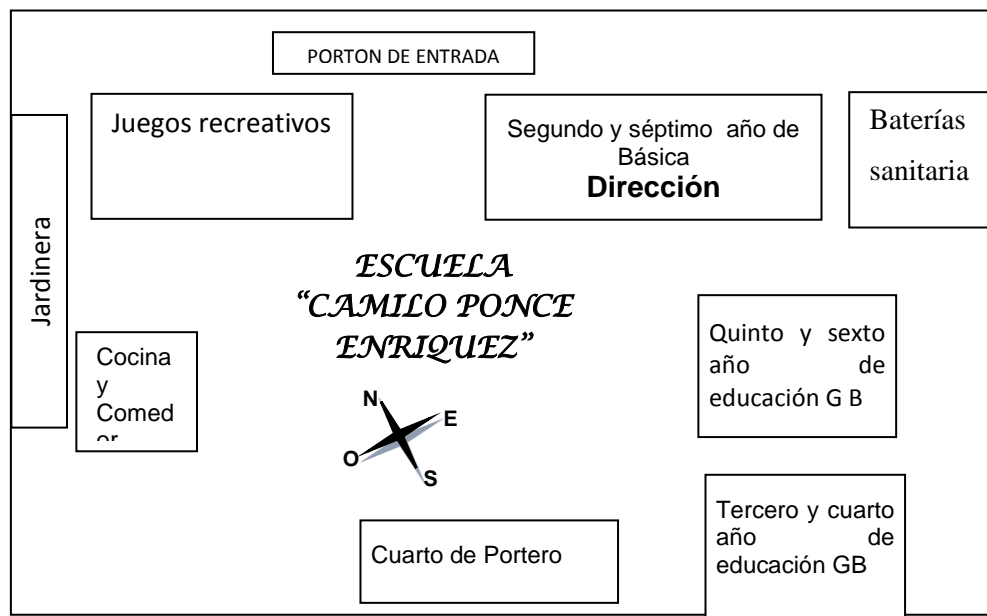 PORTON DE ENTRADA
Juegos recreativos
Segundo y séptimo año de
Básica
Dirección
Baterías
sanitaria
Jardinera
ESCUELA
“CAMILO PONCE
ENRIQUEZ”
Cocina
y
Comed
or
Quinto y sexto
año de
educación G B
N
E
O
S
Cuarto de Portero
Tercero y cuarto
año de
educación GB